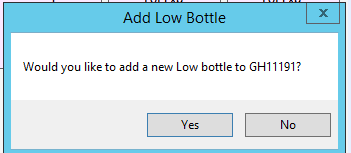 Add Low Bottle
x
Would you like to add a new Low bottle to GH11191?
Yes No